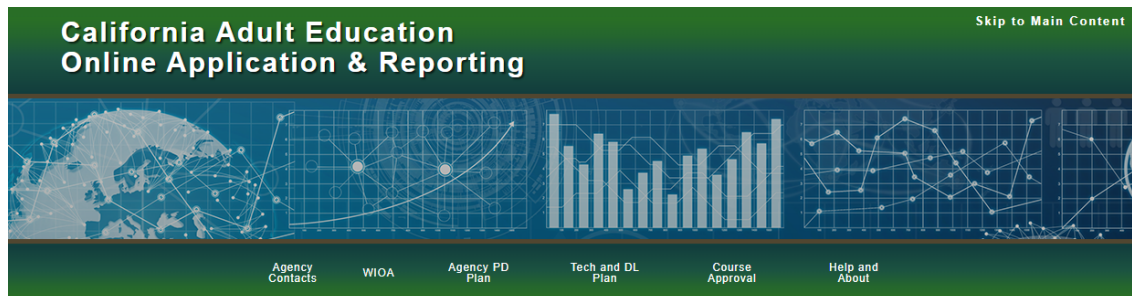 Skip to Main Content
California Adult Education
Online Application & Reporting
Agency
Contacts
WIOA
Agency PD
Plan
Tech and DL
Plan
Course
Approval
Help and
About